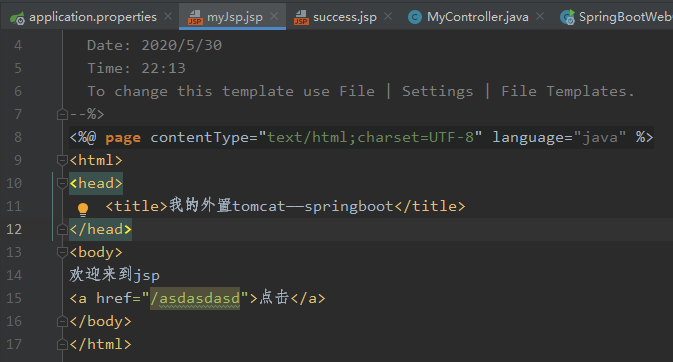 application.properties myJsp.jsp success.jsp MyController.java SpringBootWeb
4 Date: 2020/5/30
5 Time: 22:13
6 To change this template use File | Settings | File Templates.
7 --%>
8 <%@ page contentType="text/html;charset=UTF-8" language="java" %>
9 <html>
10 <head>
11 <title>我的外置tomcat——springboot</title>
12 </head>
13 <body>
14 欢迎来到jsp
15 <a href="/asdasdasd">点击</a>
16 </body>
17 </html>